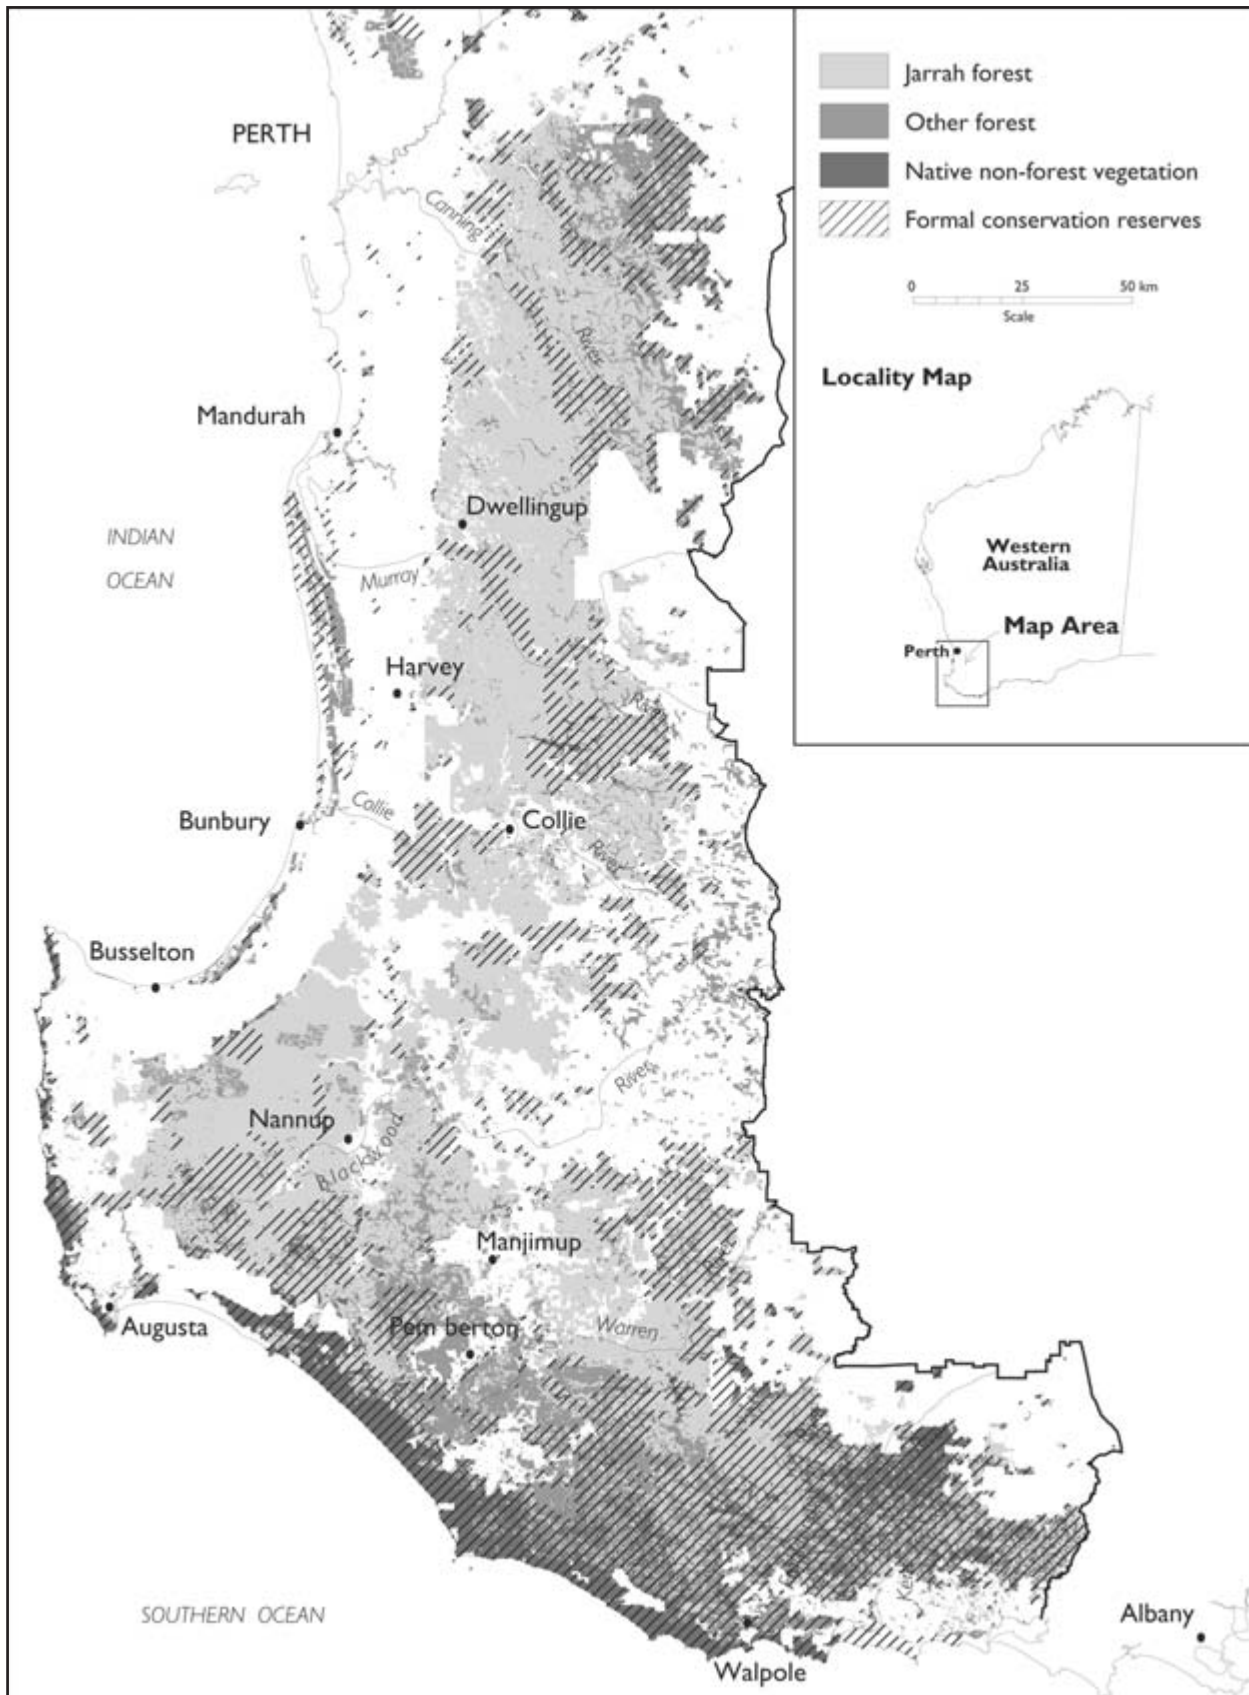 Jarrah forest
Other forest
Native non-forest vegetation
Formal conservation reserves
0 25 50 km
Scale
Locality Map
Western
Australia
Map Area
Perth
PERTH
Canning
River
Mandurah
INDIAN
OCEAN
Dwellingup
Murray
River
Harvey
Bunbury
Collie
Collie
River
Busselton
River
Nannup
Blackwood
Manjimup
River
Augusta
Pem berton
Warren
SOUTHERN OCEAN
Albany
Walpole